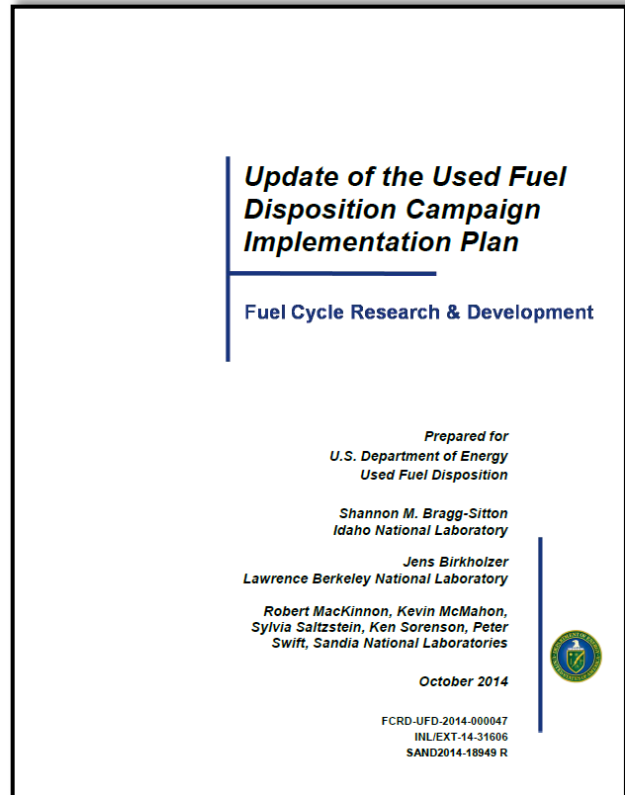 Update of the Used Fuel
Disposition Campaign
Implementation Plan
Fuel Cycle Research & Development
Prepared for
U.S. Department of Energy
Used Fuel Disposition
Shannon M. Bragg-Sitton
Idaho National Laboratory
Jens Birkholzer
Lawrence Berkeley National Laboratory
Robert MacKinnon, Kevin McMahon,
Sylvia Saltzstein, Ken Sorenson, Peter
Swift, Sandia National Laboratories
October 2014
FCRD-UFD-2014-000047
INL/EXT-14-31606
SAND2014-18949 R